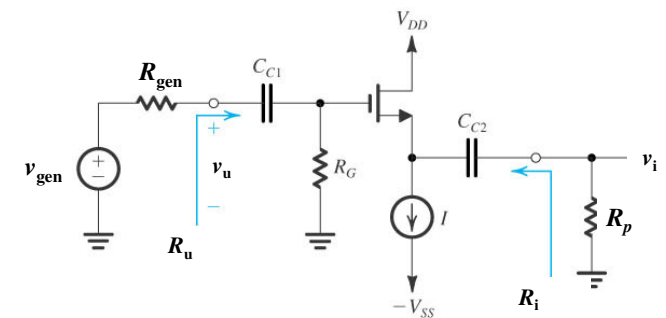 V_DD
R_gen
C_C1
C_C2
+
v_gen
+
−
v_u
−
R_G
v_i
I
R_p
R_u
R_i
−V_SS